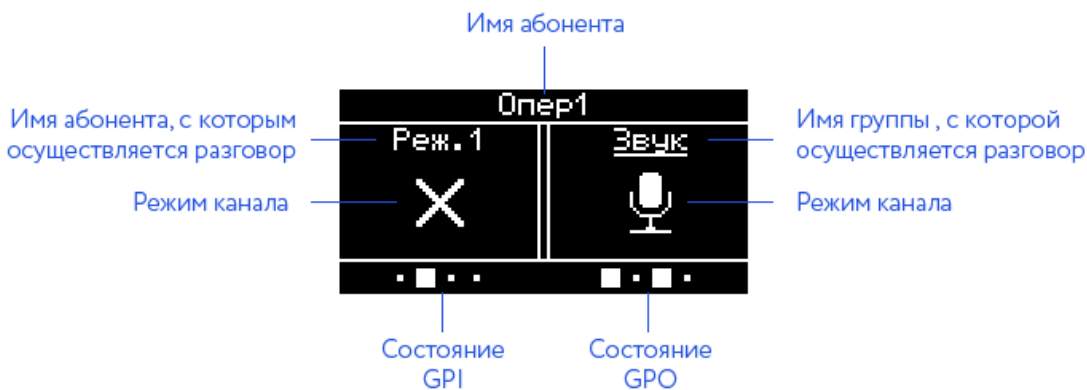 Имя абонента
Опер1
Имя абонента, с которым
осуществляется разговор
Реж.1
Звук
Имя группы , с которой
осуществляется разговор
Режим канала
Режим канала
Состояние
GPI
Состояние
GPO